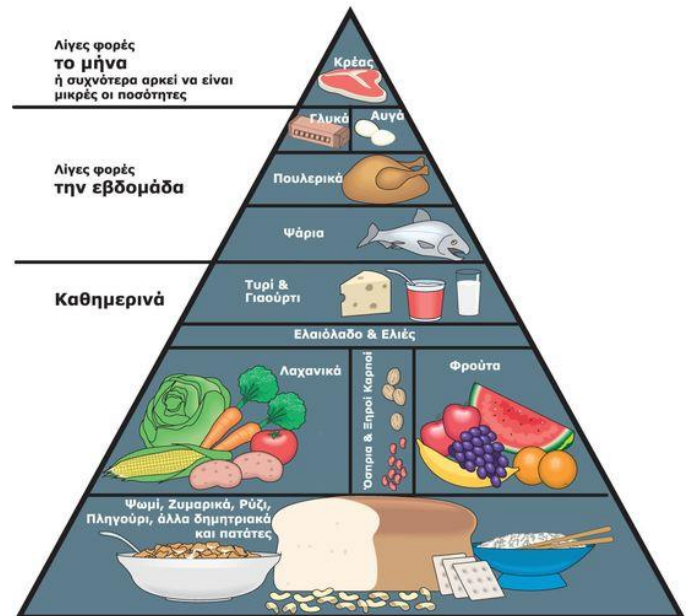 Λίγες φορές
το μήνα
ή συχνότερα αρκεί να είναι
μικρές οι ποσότητες
Κρέας
Γλυκά
Αυγά
Λίγες φορές
την εβδομάδα
Πουλερικά
Ψάρια
Καθημερινά
Τυρί &
Γιαούρτι
Ελαιόλαδο & Ελιές
Λαχανικά
Όσπρια & Ξηροί Καρποί
Φρούτα
Ψωμί, Ζυμαρικά, Ρύζι,
Πληγούρι, άλλα δημητριακά
και πατάτες